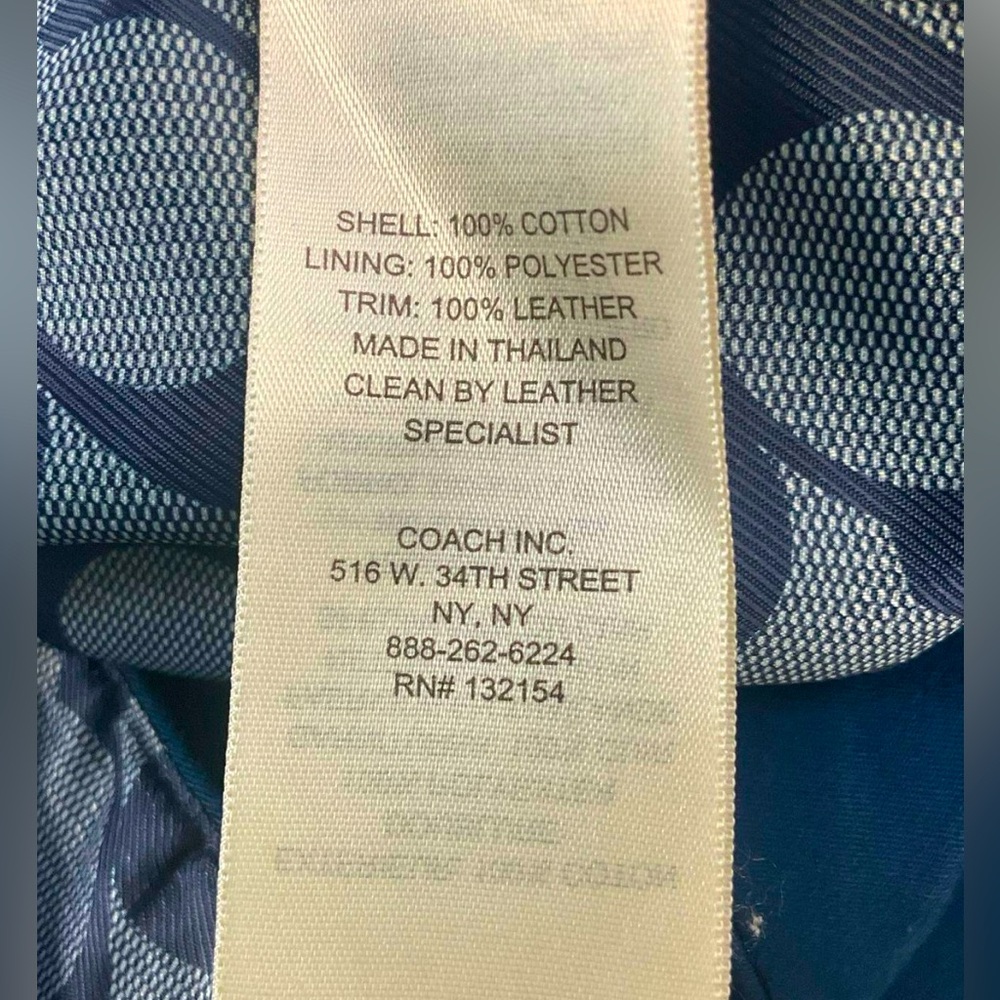 SHELL: 100% COTTON
LINING: 100% POLYESTER
TRIM: 100% LEATHER
MADE IN THAILAND
CLEAN BY LEATHER
SPECIALIST
COACH INC.
516 W. 34TH STREET
NY, NY
888-262-6224
RN# 132154